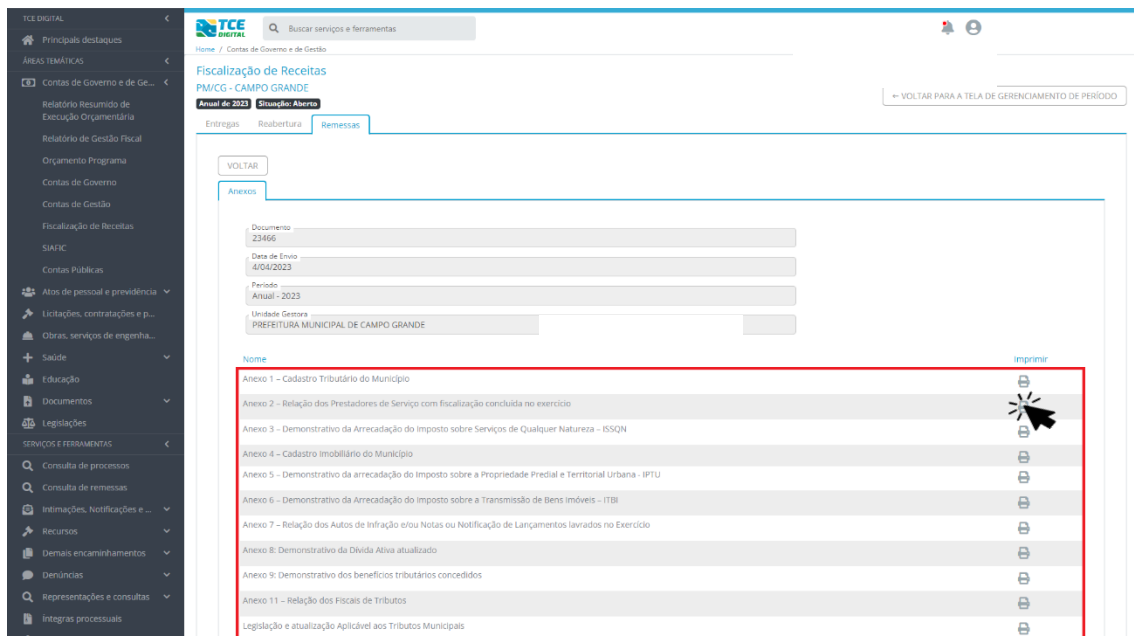 TCE DIGITAL
Principais destaques
ÁREAS TEMÁTICAS
Contas de Governo e de Ge...
Relatório Resumido de
Execução Orçamentária
Relatório de Gestão Fiscal
Orçamento Programa
Contas de Governo
Contas de Gestão
Fiscalização de Receitas
SIAFIC
Contas Públicas
Atos de pessoal e previdência
Licitações, contratações e p...
Obras, serviços de engenha...
Saúde
Educação
Documentos
Legislações
SERVIÇOS E FERRAMENTAS
Consulta de processos
Consulta de remessas
Intimações, Notificações e ...
Recursos
Demais encaminhamentos
Denúncias
Representações e consultas
Íntegras processuais
TCE
DIGITAL
Buscar serviços e ferramentas
Home / Contas de Governo e de Gestão
Fiscalização de Receitas
PM/CG - CAMPO GRANDE
Anual de 2023 Situação: Aberto
← VOLTAR PARA A TELA DE GERENCIAMENTO DE PERÍODO
Entregas Reabertura Remessas
VOLTAR
Anexos
Documento
23466
Data de Envio
4/04/2023
Período
Anual - 2023
Unidade Gestora
PREFEITURA MUNICIPAL DE CAMPO GRANDE
Nome Imprimir
Anexo 1 – Cadastro Tributário do Município
Anexo 2 – Relação dos Prestadores de Serviço com fiscalização concluída no exercício
Anexo 3 – Demonstrativo da Arrecadação do Imposto sobre Serviços de Qualquer Natureza – ISSQN
Anexo 4 – Cadastro Imobiliário do Município
Anexo 5 – Demonstrativo da arrecadação do Imposto sobre a Propriedade Predial e Territorial Urbana - IPTU
Anexo 6 – Demonstrativo da Arrecadação do Imposto sobre a Transmissão de Bens Imóveis – ITBI
Anexo 7 – Relação dos Autos de Infração e/ou Notas ou Notificação de Lançamentos lavrados no Exercício
Anexo 8: Demonstrativo da Dívida Ativa atualizado
Anexo 9: Demonstrativo dos benefícios tributários concedidos
Anexo 11 – Relação dos Fiscais de Tributos
Legislação e atualização Aplicável aos Tributos Municipais